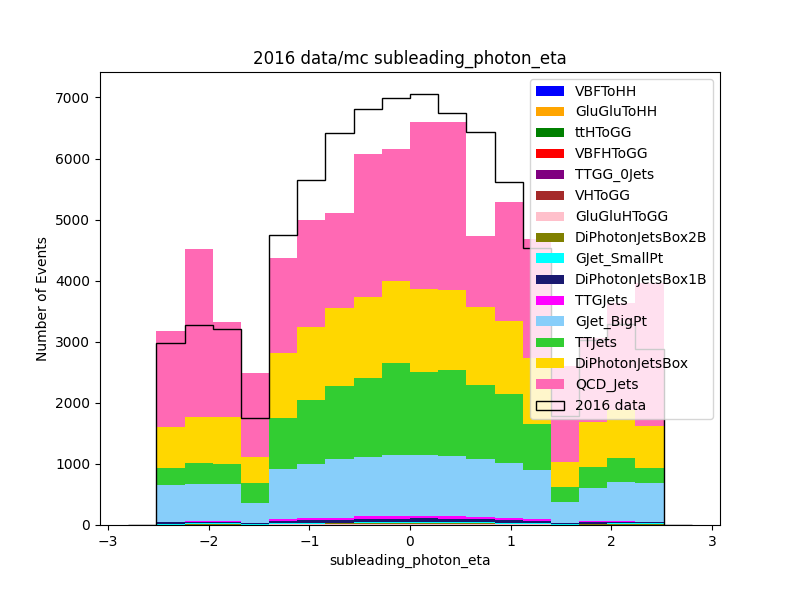 2016 data/mc subleading_photon_eta
Number of Events
7000
6000
5000
4000
3000
2000
1000
0
−3
−2
−1
0
1
2
3
subleading_photon_eta
VBFToHH
GluGluToHH
ttHToGG
VBFHToGG
TTGG_0Jets
VHToGG
GluGluHToGG
DiPhotonJetsBox2B
GJet_SmallPt
DiPhotonJetsBox1B
TTGJets
GJet_BigPt
TTJets
DiPhotonJetsBox
QCD_Jets
2016 data